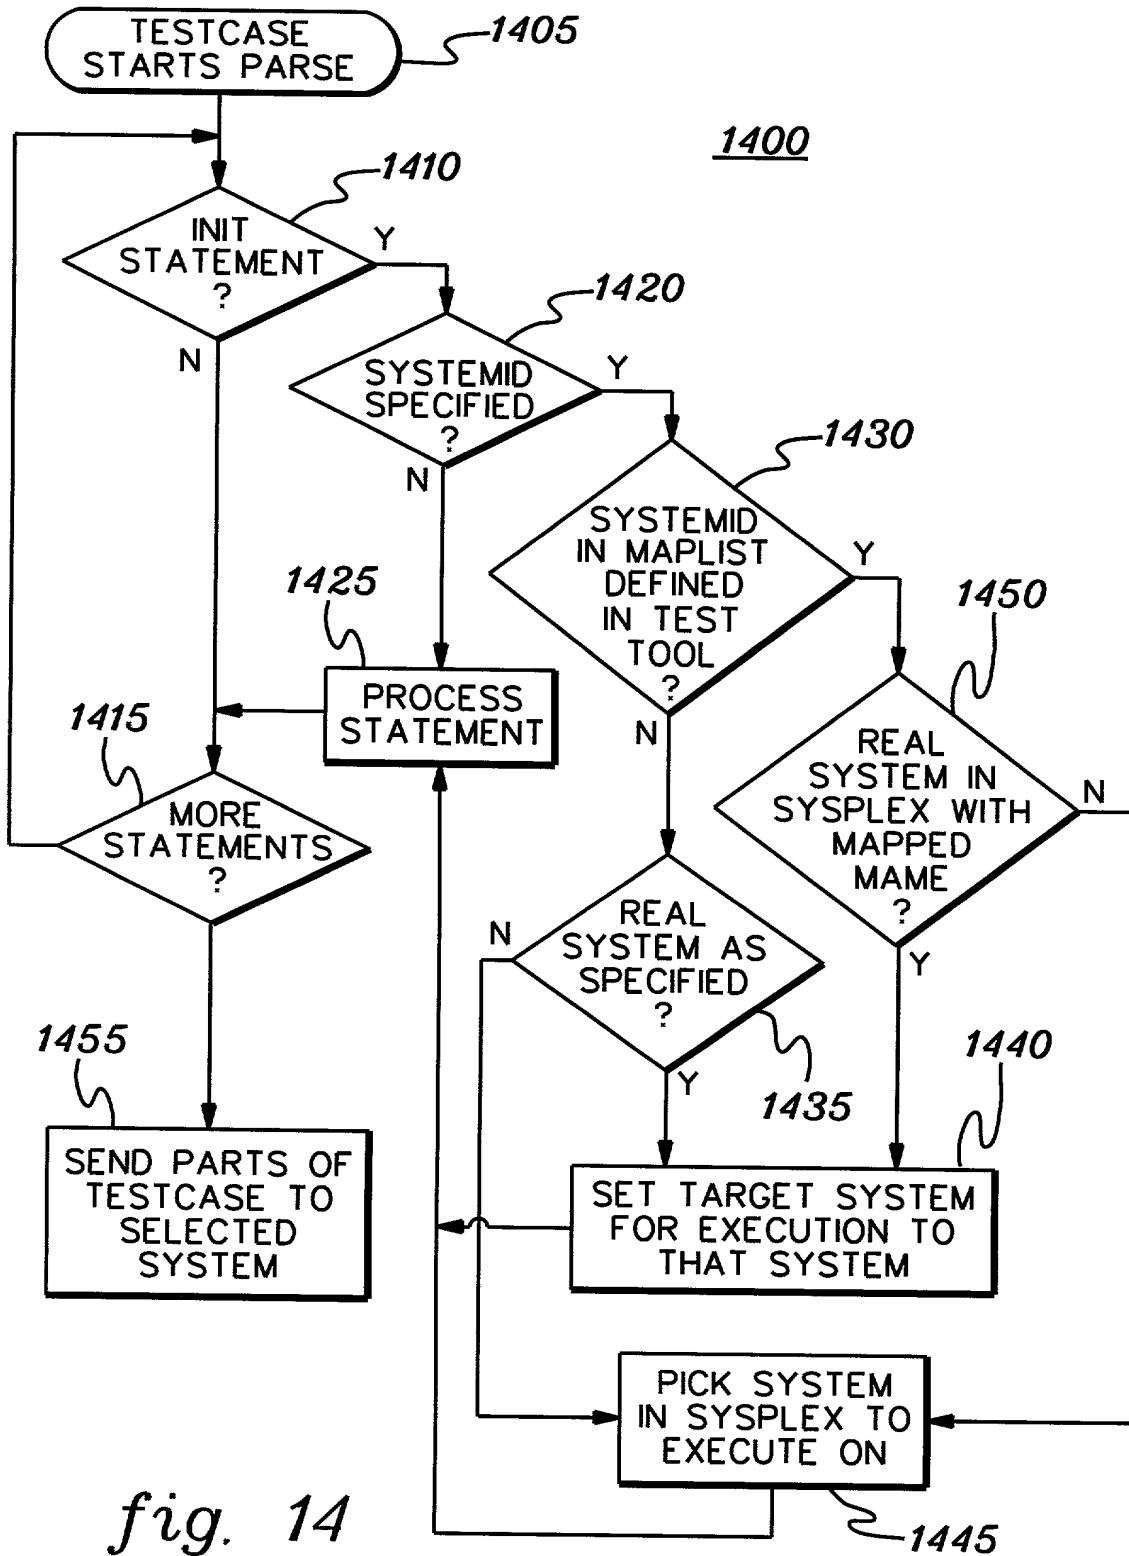 TESTCASE
STARTS PARSE
1405
1400
1410
INIT
STATEMENT
?
Y
N
1420
SYSTEMID
SPECIFIED
?
Y
N
1430
SYSTEMID
IN MAPLIST
DEFINED
IN TEST
TOOL
?
Y
N
1425
PROCESS
STATEMENT
1450
REAL
SYSTEM IN
SYSPLEX WITH
MAPPED
MAME
?
N
Y
1415
MORE
STATEMENTS
?
REAL
SYSTEM AS
SPECIFIED
?
N
Y
1435
1440
SET TARGET SYSTEM
FOR EXECUTION TO
THAT SYSTEM
1455
SEND PARTS OF
TESTCASE TO
SELECTED
SYSTEM
PICK SYSTEM
IN SYSPLEX TO
EXECUTE ON
1445
fig. 14